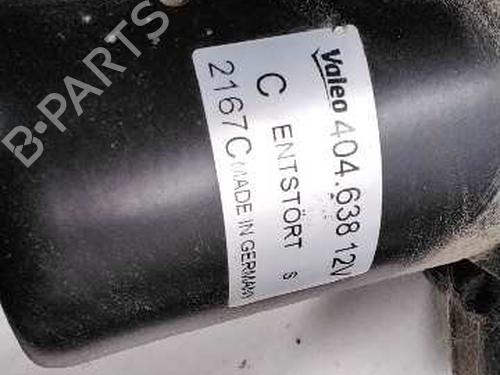 Valeo
404.638 12V
C ENTSTÖRT S
2167C MADE IN GERMANY
B-PARTS